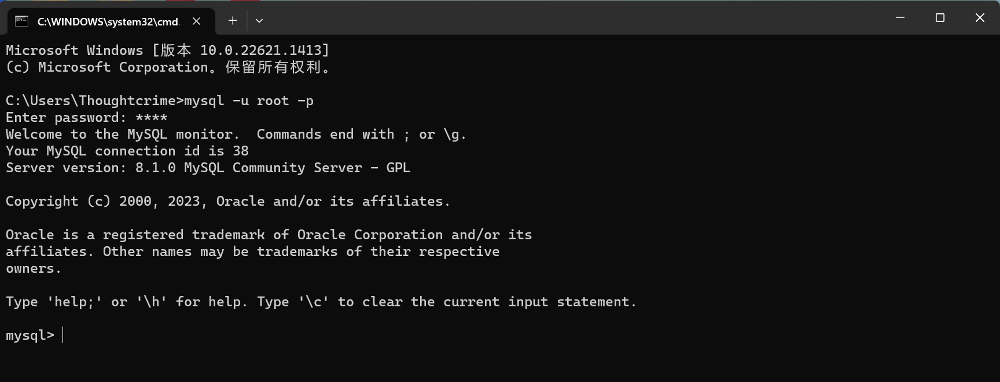 C:\WINDOWS\system32\cmd.
Microsoft Windows [版本 10.0.22621.1413]
(c) Microsoft Corporation。保留所有权利。
C:\Users\Thoughtcrime>mysql -u root -p
Enter password: ****
Welcome to the MySQL monitor.  Commands end with ; or \g.
Your MySQL connection id is 38
Server version: 8.1.0 MySQL Community Server - GPL
Copyright (c) 2000, 2023, Oracle and/or its affiliates.
Oracle is a registered trademark of Oracle Corporation and/or its
affiliates. Other names may be trademarks of their respective
owners.
Type 'help;' or '\h' for help. Type '\c' to clear the current input statement.
mysql>